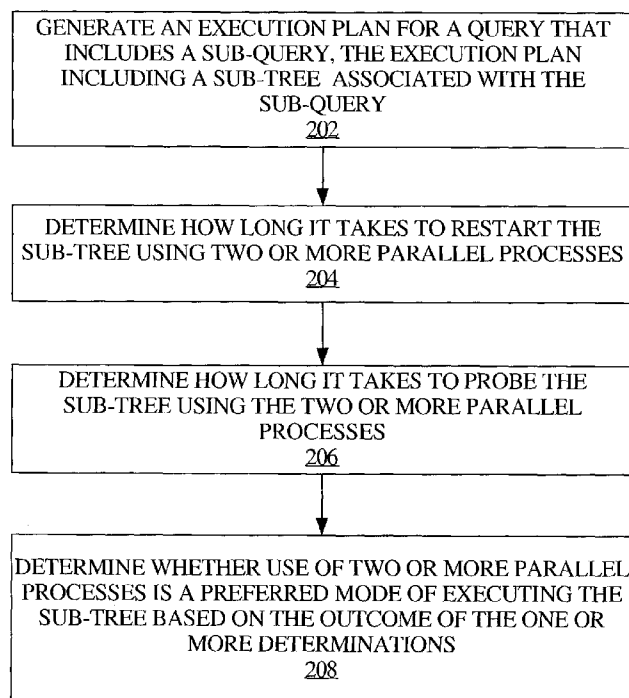 GENERATE AN EXECUTION PLAN FOR A QUERY THAT
INCLUDES A SUB-QUERY, THE EXECUTION PLAN
INCLUDING A SUB-TREE ASSOCIATED WITH THE
SUB-QUERY
202
DETERMINE HOW LONG IT TAKES TO RESTART THE
SUB-TREE USING TWO OR MORE PARALLEL PROCESSES
204
DETERMINE HOW LONG IT TAKES TO PROBE THE
SUB-TREE USING THE TWO OR MORE PARALLEL
PROCESSES
206
DETERMINE WHETHER USE OF TWO OR MORE PARALLEL
PROCESSES IS A PREFERRED MODE OF EXECUTING THE
SUB-TREE BASED ON THE OUTCOME OF THE ONE OR
MORE DETERMINATIONS
208